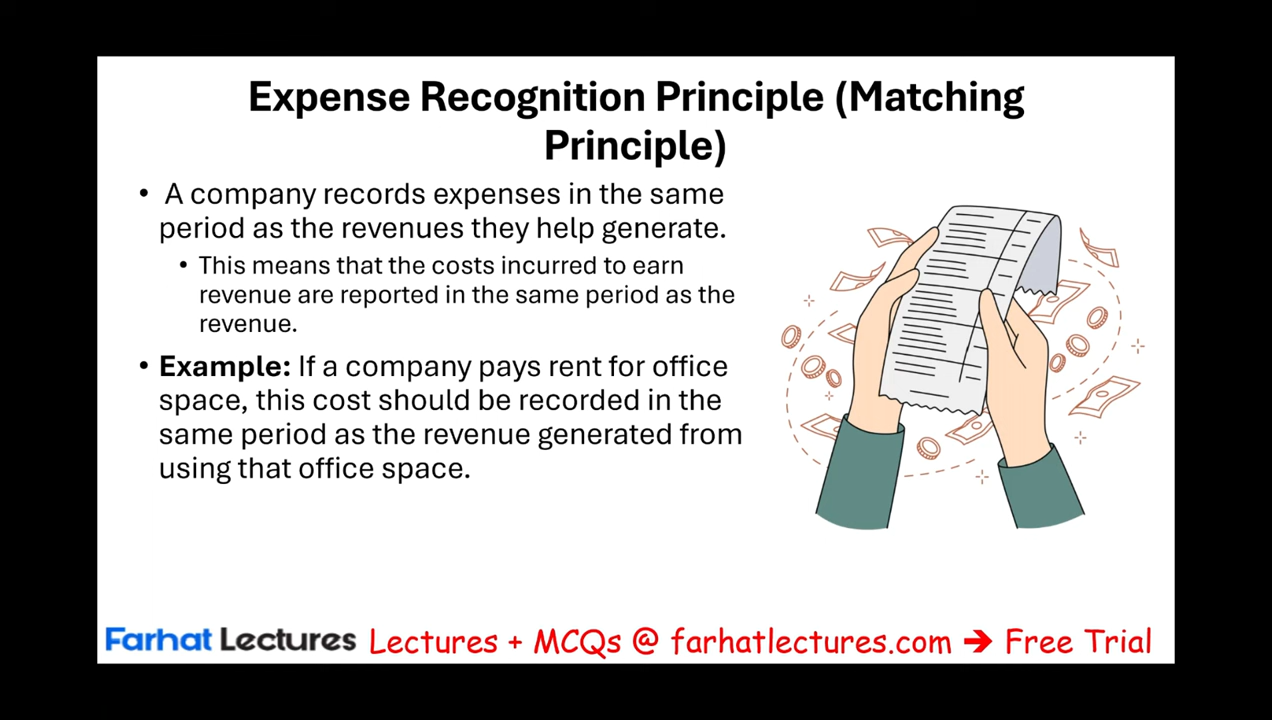 Expense Recognition Principle (Matching
Principle)
• A company records expenses in the same
period as the revenues they help generate.
• This means that the costs incurred to earn
revenue are reported in the same period as the
revenue.
• Example: If a company pays rent for office
space, this cost should be recorded in the
same period as the revenue generated from
using that office space.
Farhat Lectures Lectures + MCQs @ farhatlectures.com ➔ Free Trial